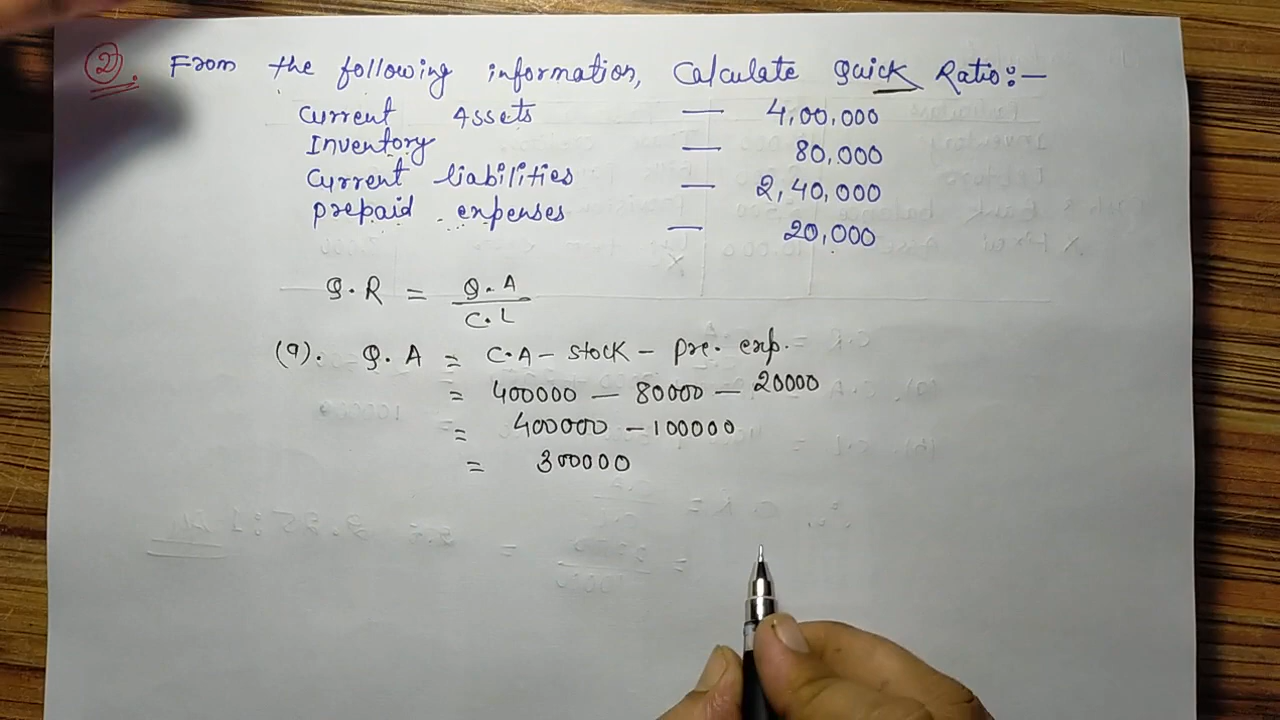 (2). From the following information, Calculate Quick Ratio:—
Current Assets — 4,00,000
Inventory — 80,000
Current liabilities — 2,40,000
prepaid expenses — 20,000
Q.R = Q.A
C.L
(a). Q.A = C.A - stock - pre. exp.
= 400000 - 80000 - 20000
= 400000 - 100000
= 300000